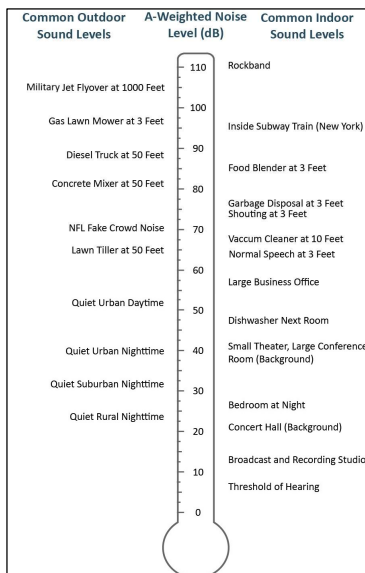 Common Outdoor
Sound Levels
A-Weighted Noise
Level (dB)
Common Indoor
Sound Levels
110
Rockband
Military Jet Flyover at 1000 Feet
100
Gas Lawn Mower at 3 Feet
Inside Subway Train (New York)
90
Diesel Truck at 50 Feet
Food Blender at 3 Feet
Concrete Mixer at 50 Feet
80
Garbage Disposal at 3 Feet
Shouting at 3 Feet
NFL Fake Crowd Noise
70
Vaccum Cleaner at 10 Feet
Lawn Tiller at 50 Feet
Normal Speech at 3 Feet
60
Large Business Office
Quiet Urban Daytime
50
Dishwasher Next Room
Quiet Urban Nighttime
40
Small Theater, Large Conference
Room (Background)
Quiet Suburban Nighttime
30
Bedroom at Night
Quiet Rural Nighttime
20
Concert Hall (Background)
Broadcast and Recording Studio
10
Threshold of Hearing
0